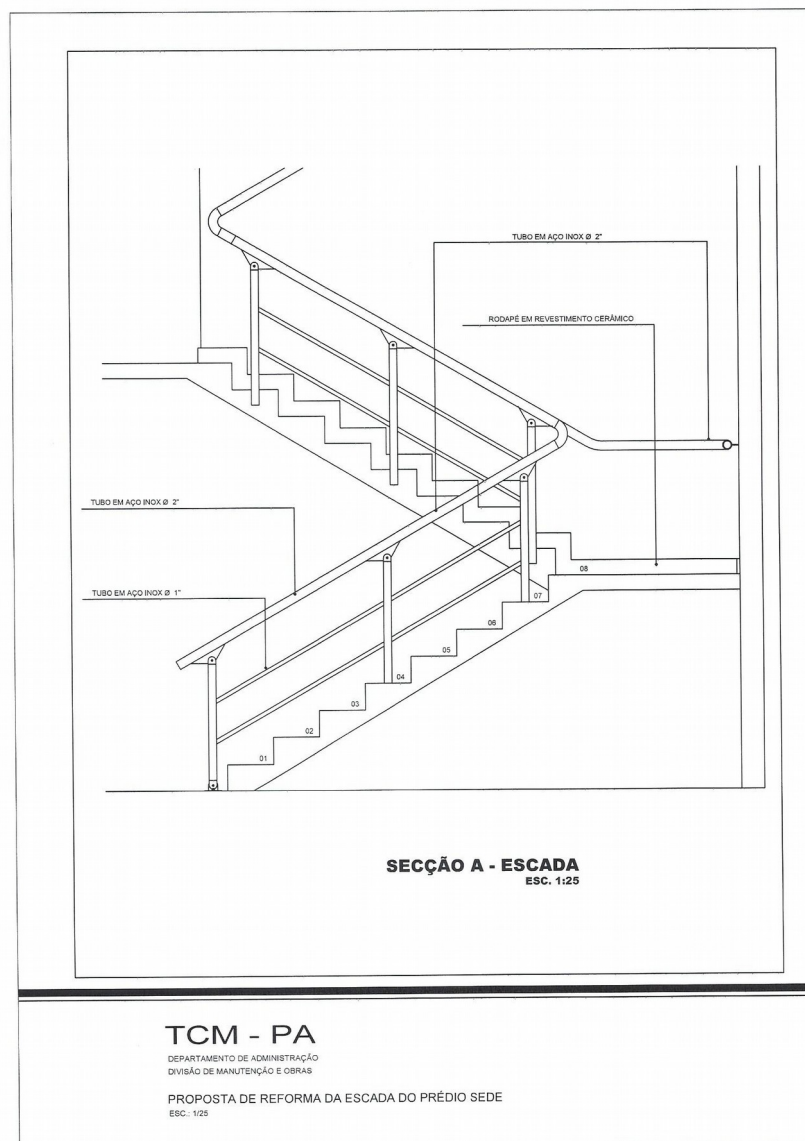 TUBO EM AÇO INOX Ø 2"
RODAPÉ EM REVESTIMENTO CERÂMICO
TUBO EM AÇO INOX Ø 2"
TUBO EM AÇO INOX Ø 1"
08
07
06
05
04
03
02
01
SECÇÃO A - ESCADA
ESC. 1:25
TCM - PA
DEPARTAMENTO DE ADMINISTRAÇÃO
DIVISÃO DE MANUTENÇÃO E OBRAS
PROPOSTA DE REFORMA DA ESCADA DO PRÉDIO SEDE
ESC.: 1/25